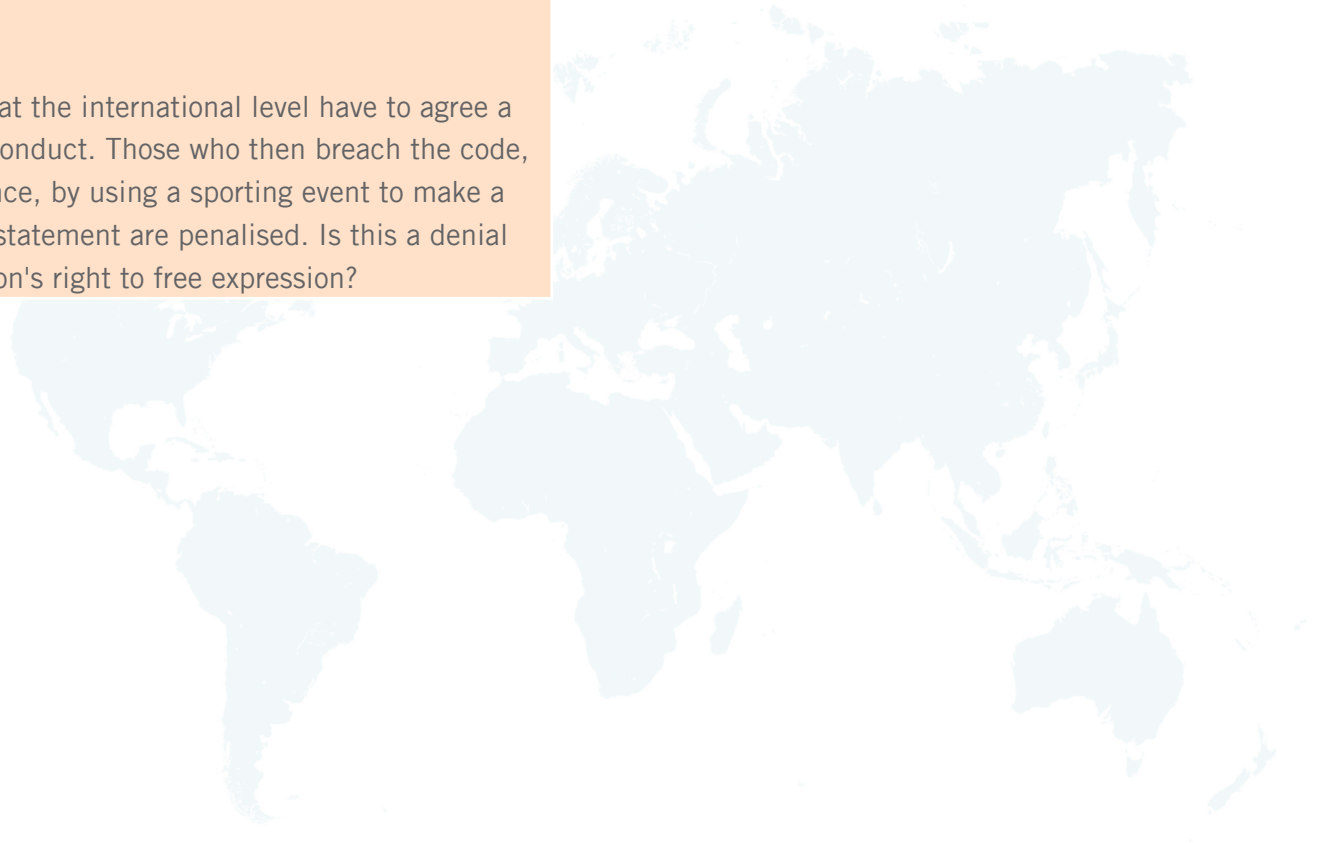 at the international level have to agree a
onduct. Those who then breach the code,
nce, by using a sporting event to make a
statement are penalised. Is this a denial
on's right to free expression?